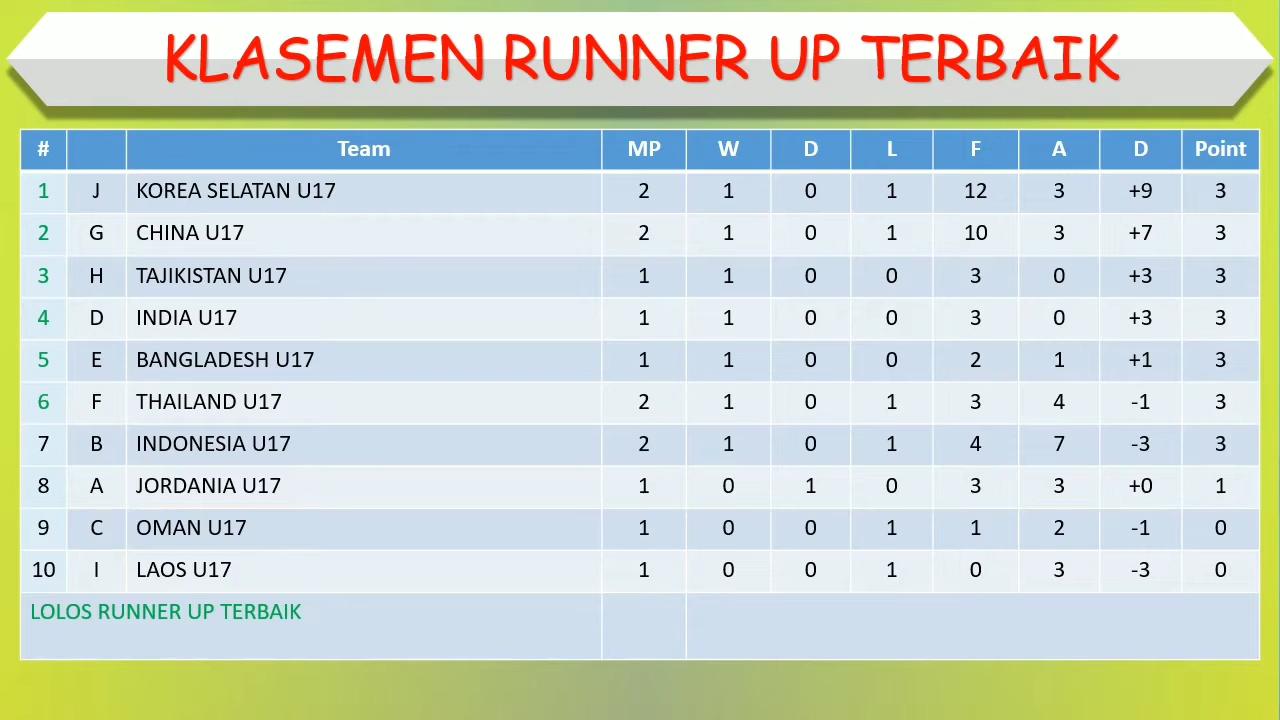 KLASEMEN RUNNER UP TERBAIK
# Team MP W D L F A D Point
1 J KOREA SELATAN U17 2 1 0 1 12 3 +9 3
2 G CHINA U17 2 1 0 1 10 3 +7 3
3 H TAJIKISTAN U17 1 1 0 0 3 0 +3 3
4 D INDIA U17 1 1 0 0 3 0 +3 3
5 E BANGLADESH U17 1 1 0 0 2 1 +1 3
6 F THAILAND U17 2 1 0 1 3 4 -1 3
7 B INDONESIA U17 2 1 0 1 4 7 -3 3
8 A JORDANIA U17 1 0 1 0 3 3 +0 1
9 C OMAN U17 1 0 0 1 1 2 -1 0
10 I LAOS U17 1 0 0 1 0 3 -3 0
LOLOS RUNNER UP TERBAIK